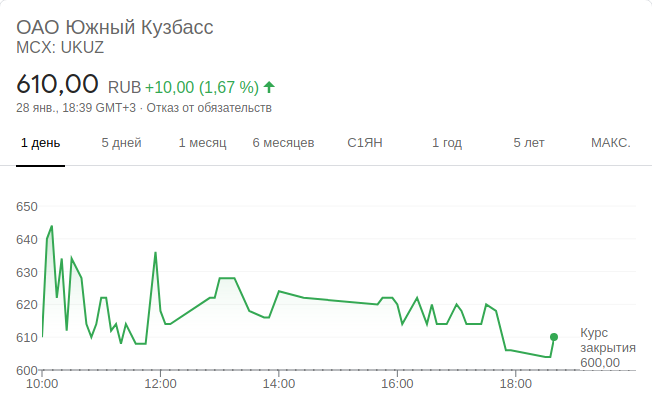 ОАО Южный Кузбасс
MCX: UKUZ
610,00 RUB +10,00 (1,67 %)
28 янв., 18:39 GMT+3 · Отказ от обязательств
1 день 5 дней 1 месяц 6 месяцев С1ЯН 1 год 5 лет МАКС.
650
640
630
620
610
600
Курс
закрытия
600,00
10:00 12:00 14:00 16:00 18:00